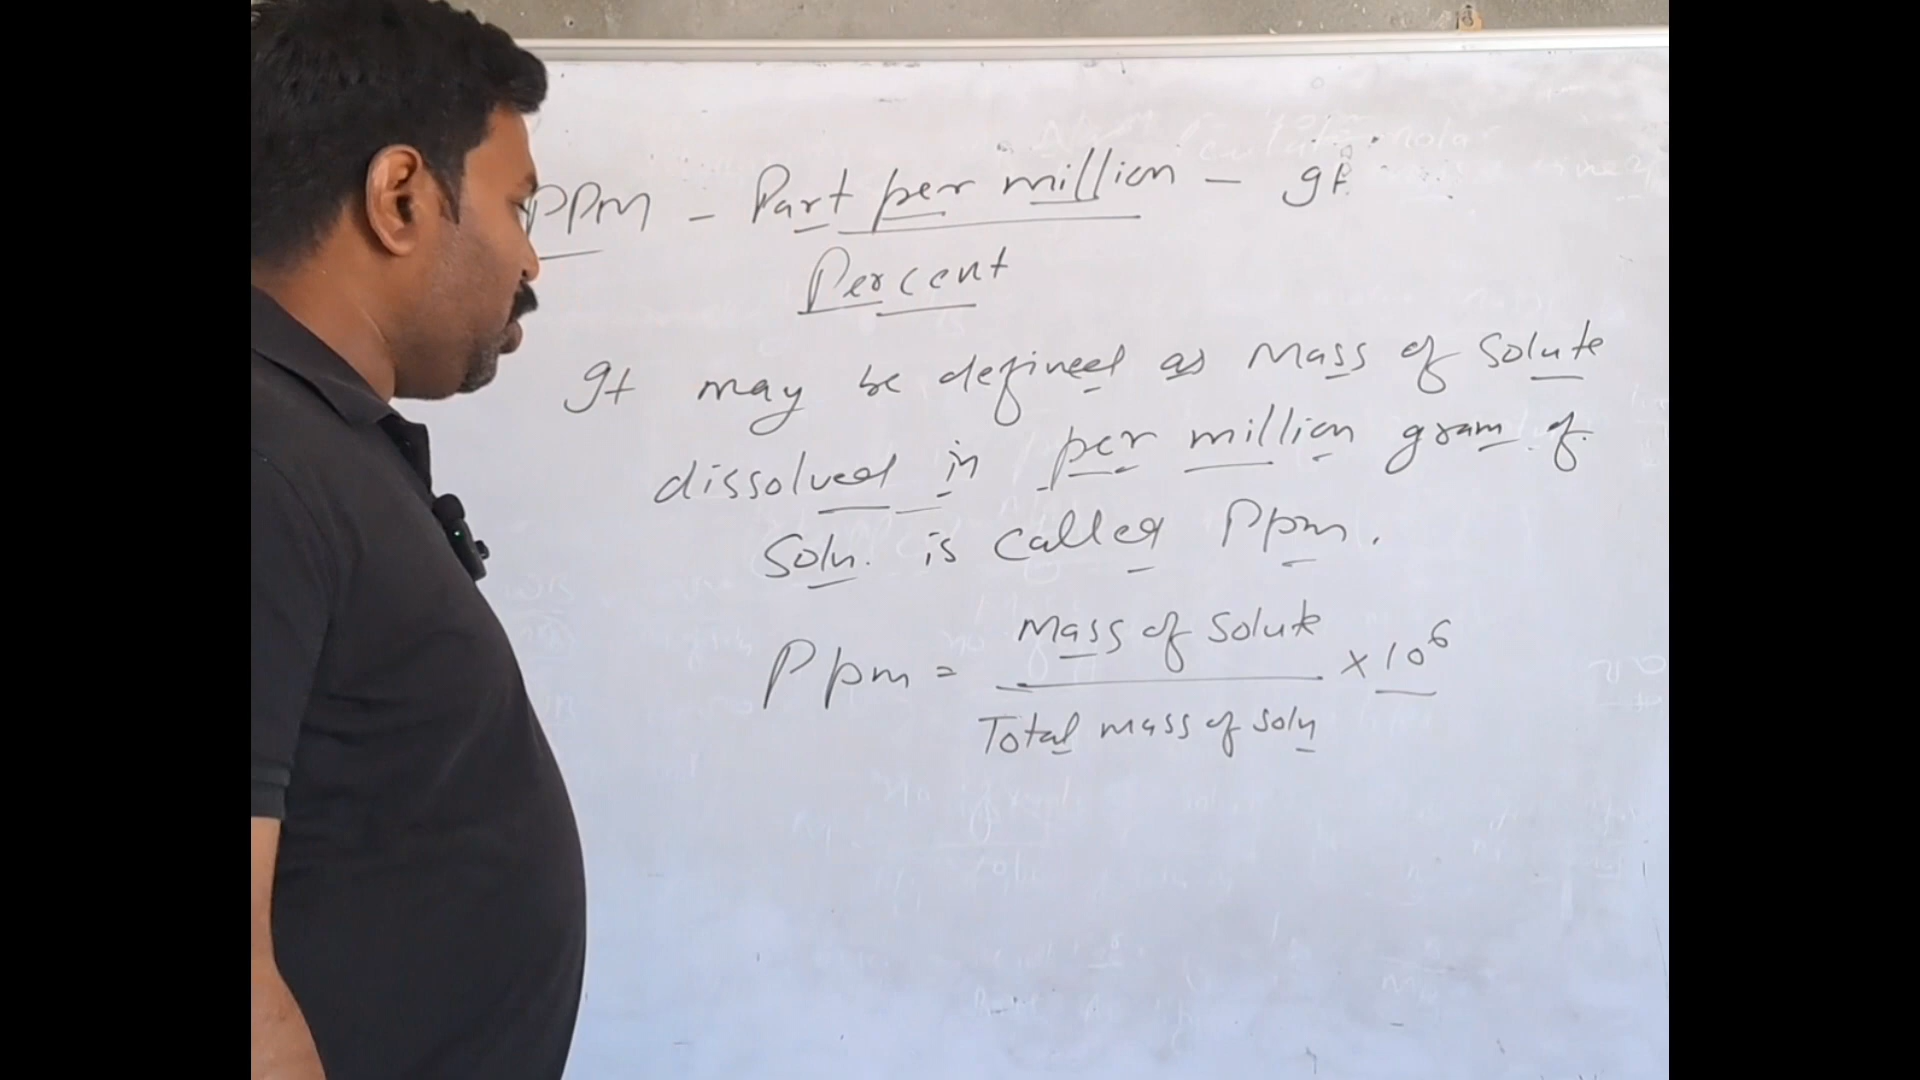 PPm - Part per million - It
Percent
It may be defined as Mass of Solute
dissolved in per million gram of
Soln. is called Ppm.
Ppm = Mass of Solute × 10⁶
Total mass of soln